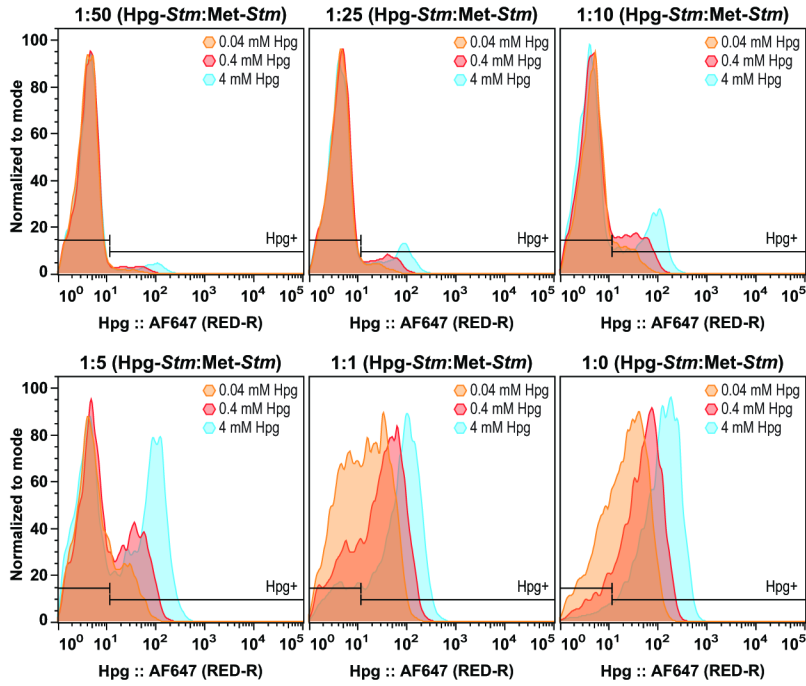 1:50 (Hpg-Stm:Met-Stm)
1:25 (Hpg-Stm:Met-Stm)
1:10 (Hpg-Stm:Met-Stm)
Normalized to mode
100
80
60
40
20
0
0.04 mM Hpg
0.4 mM Hpg
4 mM Hpg
Hpg+
10⁰ 10¹ 10² 10³ 10⁴ 10⁵
Hpg :: AF647 (RED-R)
0.04 mM Hpg
0.4 mM Hpg
4 mM Hpg
Hpg+
10⁰ 10¹ 10² 10³ 10⁴ 10⁵
Hpg :: AF647 (RED-R)
0.04 mM Hpg
0.4 mM Hpg
4 mM Hpg
Hpg+
10⁰ 10¹ 10² 10³ 10⁴ 10⁵
Hpg :: AF647 (RED-R)
1:5 (Hpg-Stm:Met-Stm)
1:1 (Hpg-Stm:Met-Stm)
1:0 (Hpg-Stm:Met-Stm)
Normalized to mode
100
80
60
40
20
0
0.04 mM Hpg
0.4 mM Hpg
4 mM Hpg
Hpg+
10⁰ 10¹ 10² 10³ 10⁴ 10⁵
Hpg :: AF647 (RED-R)
0.04 mM Hpg
0.4 mM Hpg
4 mM Hpg
Hpg+
10⁰ 10¹ 10² 10³ 10⁴ 10⁵
Hpg :: AF647 (RED-R)
0.04 mM Hpg
0.4 mM Hpg
4 mM Hpg
Hpg+
10⁰ 10¹ 10² 10³ 10⁴ 10⁵
Hpg :: AF647 (RED-R)